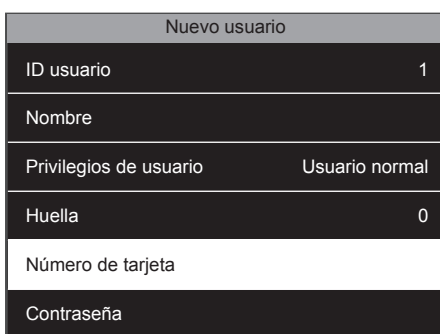 Nuevo usuario
ID usuario 1
Nombre
Privilegios de usuario Usuario normal
Huella 0
Número de tarjeta
Contraseña